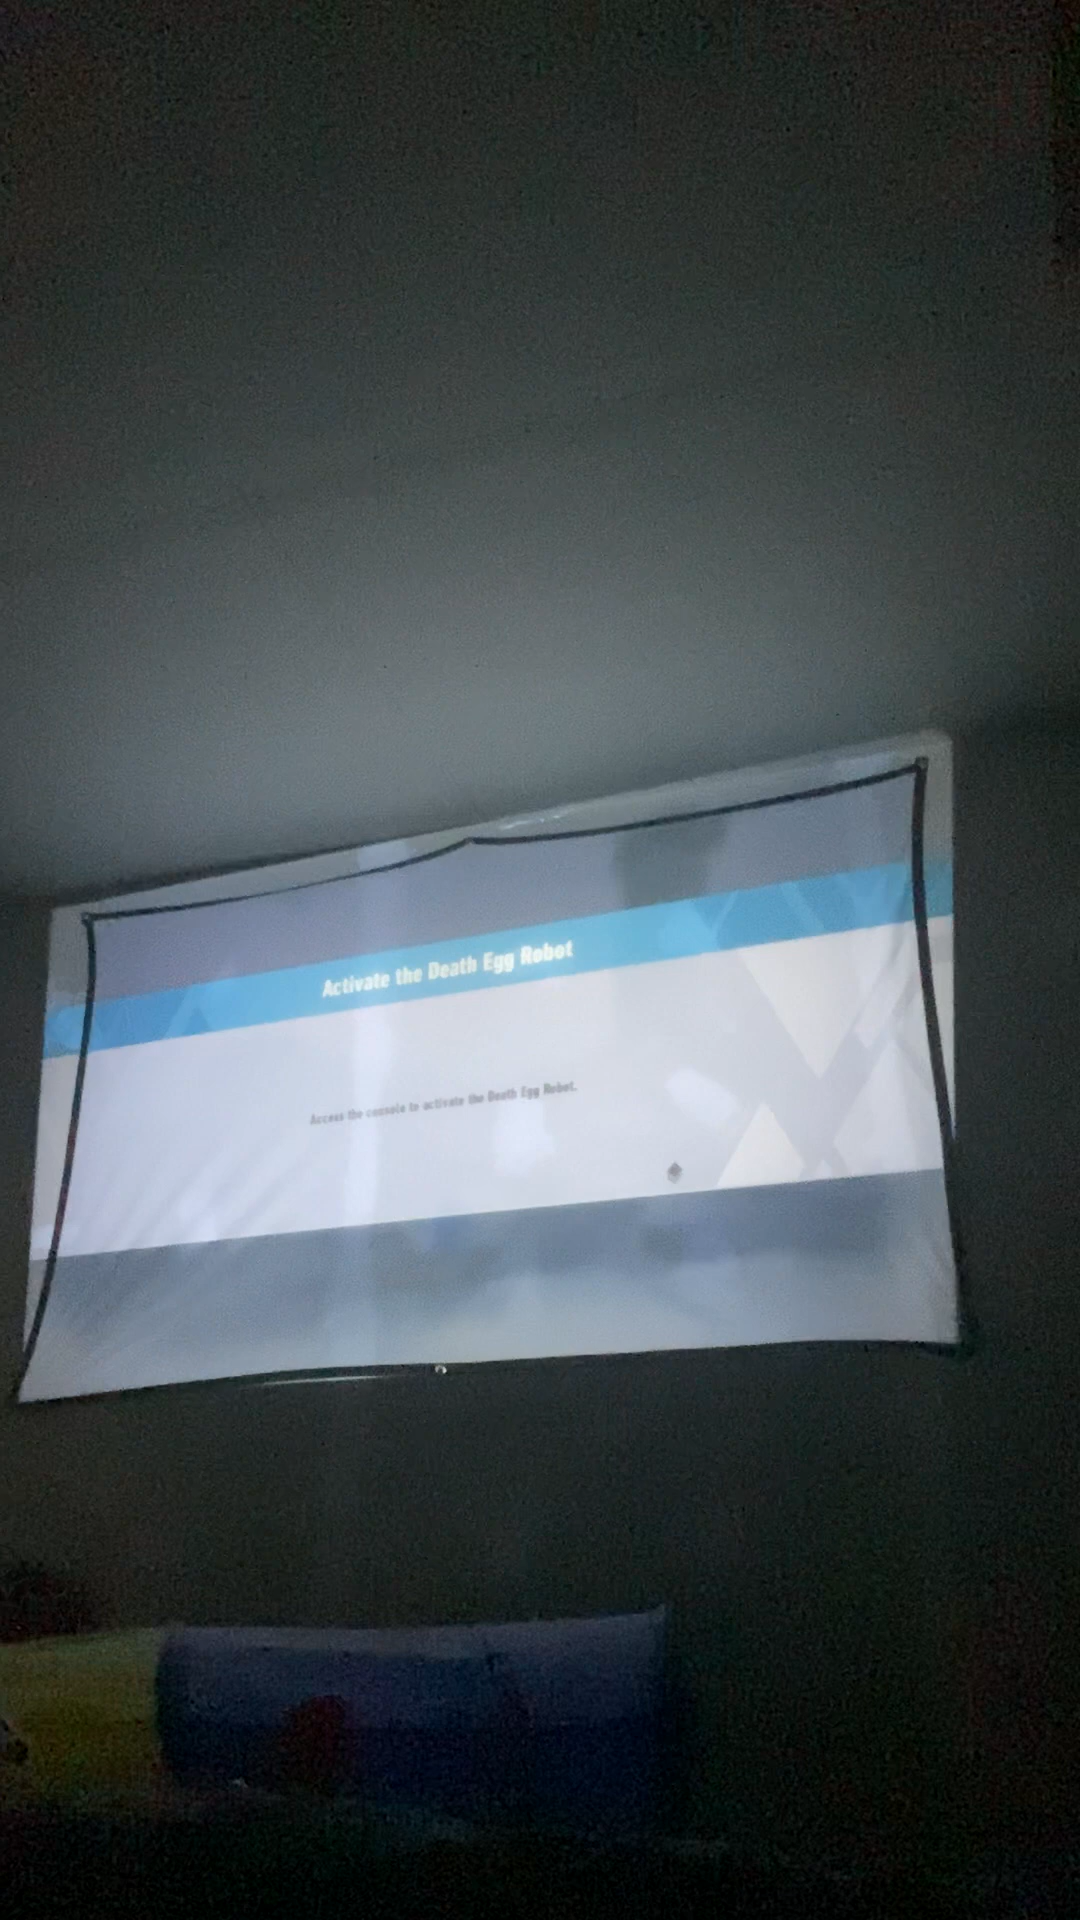 Activate the Death Egg Robot
Access the console to activate the Death Egg Robot.